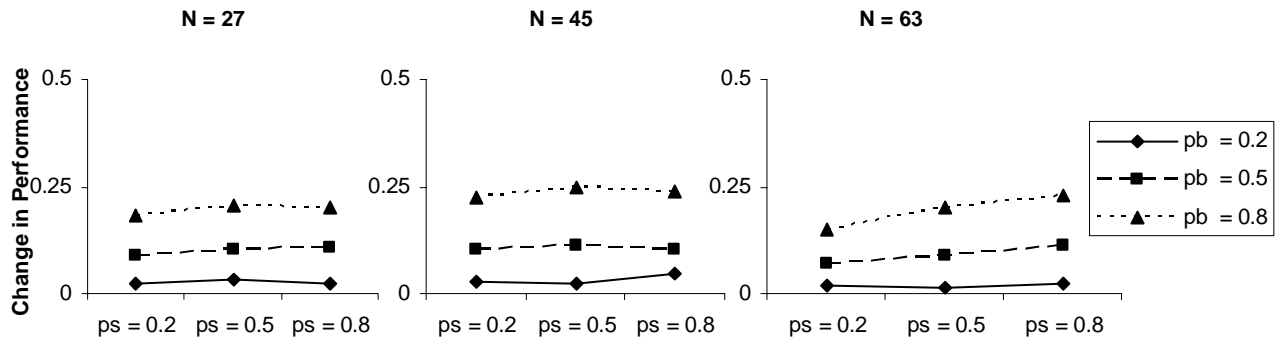 N = 27
N = 45
N = 63
Change in Performance
0.5
0.25
0
ps = 0.2 ps = 0.5 ps = 0.8
0.5
0.25
0
ps = 0.2 ps = 0.5 ps = 0.8
0.5
0.25
0
ps = 0.2 ps = 0.5 ps = 0.8
pb = 0.2
pb = 0.5
pb = 0.8